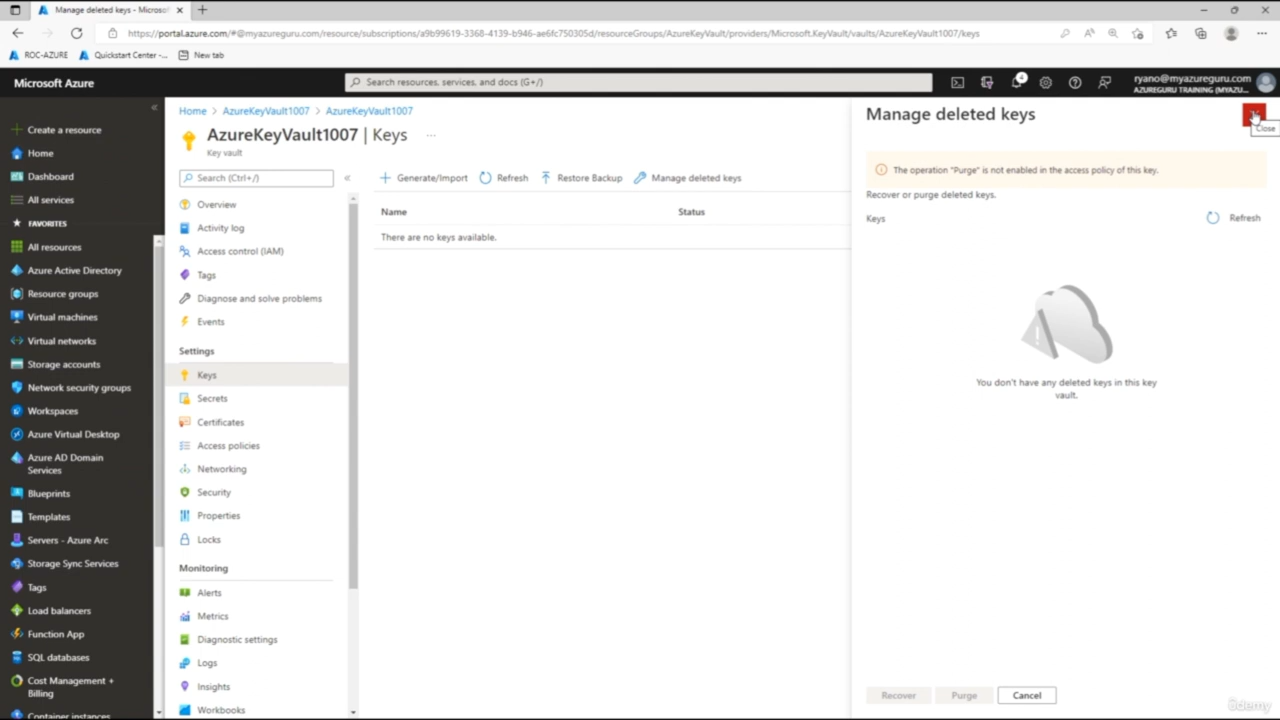 Manage deleted keys - Microso
https://portal.azure.com/#@myazureguru.com/resource/subscriptions/a9b99619-3368-4139-b946-ae6fc750305d/resourceGroups/AzureKeyVault/providers/Microsoft.KeyVault/vaults/AzureKeyVault1007/keys
ROC-AZURE
Quickstart Center -...
New tab
Microsoft Azure
Search resources, services, and docs (G+/)
4
ryano@myazureguru.com
AZUREGURU TRAINING (MYAZU...
Create a resource
Home
Dashboard
All services
FAVORITES
All resources
Azure Active Directory
Resource groups
Virtual machines
Virtual networks
Storage accounts
Network security groups
Workspaces
Azure Virtual Desktop
Azure AD Domain
Services
Blueprints
Templates
Servers - Azure Arc
Storage Sync Services
Tags
Load balancers
Function App
SQL databases
Cost Management +
Billing
Container instances
Home > AzureKeyVault1007 > AzureKeyVault1007
AzureKeyVault1007 | Keys ...
Key vault
Search (Ctrl+/)
Overview
Activity log
Access control (IAM)
Tags
Diagnose and solve problems
Events
Settings
Keys
Secrets
Certificates
Access policies
Networking
Security
Properties
Locks
Monitoring
Alerts
Metrics
Diagnostic settings
Logs
Insights
Workbooks
Generate/Import
Refresh
Restore Backup
Manage deleted keys
Name
Status
There are no keys available.
Manage deleted keys
Close
The operation "Purge" is not enabled in the access policy of this key.
Recover or purge deleted keys.
Keys
Refresh
You don't have any deleted keys in this key
vault.
Recover
Purge
Cancel
ûdemy